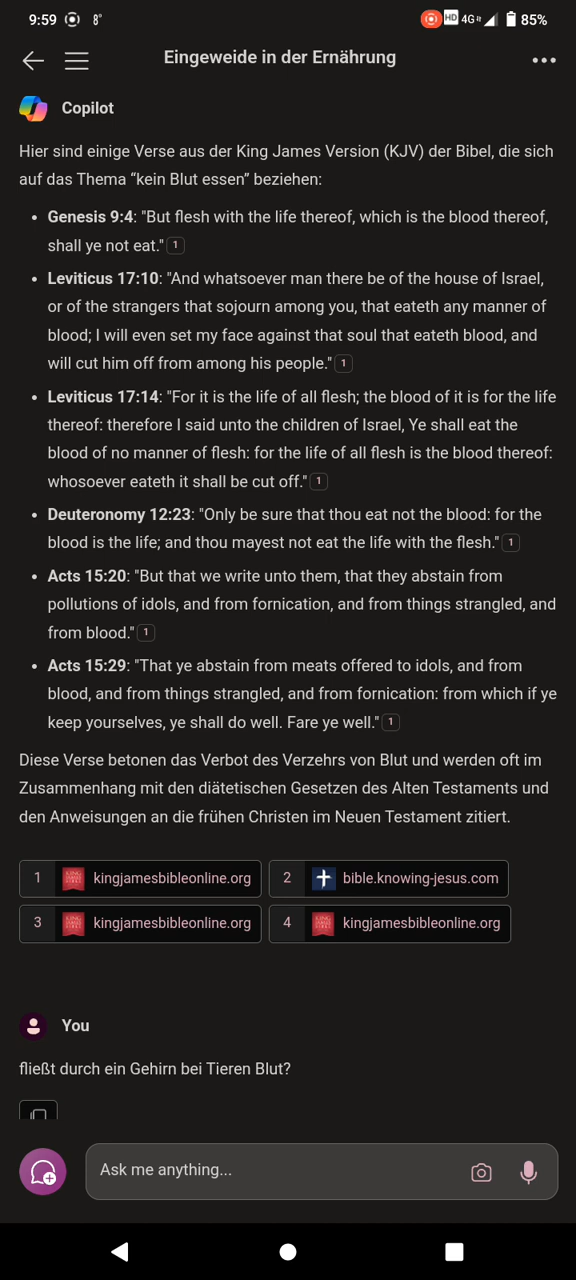 9:59 8° HD 4G 85%
Eingeweide in der Ernährung
Copilot
Hier sind einige Verse aus der King James Version (KJV) der Bibel, die sich
auf das Thema “kein Blut essen” beziehen:
• Genesis 9:4: "But flesh with the life thereof, which is the blood thereof,
shall ye not eat." 1
• Leviticus 17:10: "And whatsoever man there be of the house of Israel,
or of the strangers that sojourn among you, that eateth any manner of
blood; I will even set my face against that soul that eateth blood, and
will cut him off from among his people." 1
• Leviticus 17:14: "For it is the life of all flesh; the blood of it is for the life
thereof: therefore I said unto the children of Israel, Ye shall eat the
blood of no manner of flesh: for the life of all flesh is the blood thereof:
whosoever eateth it shall be cut off." 1
• Deuteronomy 12:23: "Only be sure that thou eat not the blood: for the
blood is the life; and thou mayest not eat the life with the flesh." 1
• Acts 15:20: "But that we write unto them, that they abstain from
pollutions of idols, and from fornication, and from things strangled, and
from blood." 1
• Acts 15:29: "That ye abstain from meats offered to idols, and from
blood, and from things strangled, and from fornication: from which if ye
keep yourselves, ye shall do well. Fare ye well." 1
Diese Verse betonen das Verbot des Verzehrs von Blut und werden oft im
Zusammenhang mit den diätetischen Gesetzen des Alten Testaments und
den Anweisungen an die frühen Christen im Neuen Testament zitiert.
1 kingjamesbibleonline.org 2 bible.knowing-jesus.com
3 kingjamesbibleonline.org 4 kingjamesbibleonline.org
You
fließt durch ein Gehirn bei Tieren Blut?
Ask me anything...